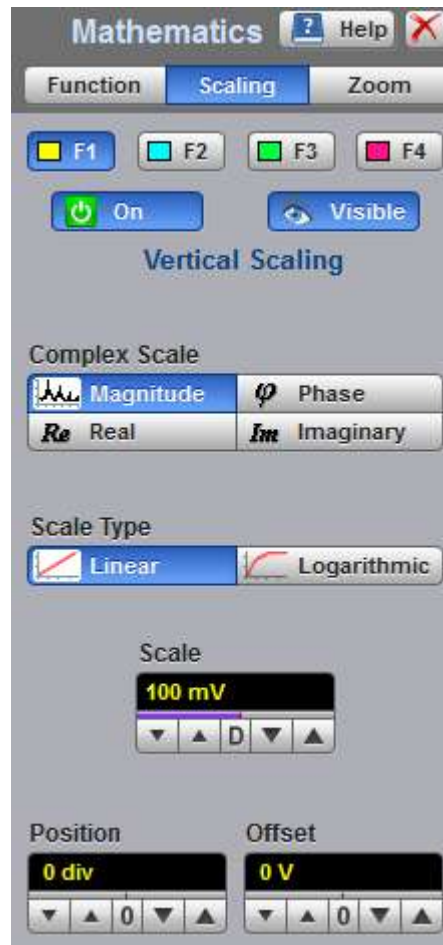 Mathematics ? Help
Function Scaling Zoom
F1 F2 F3 F4
On Visible
Vertical Scaling
Complex Scale
Magnitude φ Phase
Re Real Im Imaginary
Scale Type
Linear Logarithmic
Scale
100 mV
D
Position Offset
0 div 0 V
0 0